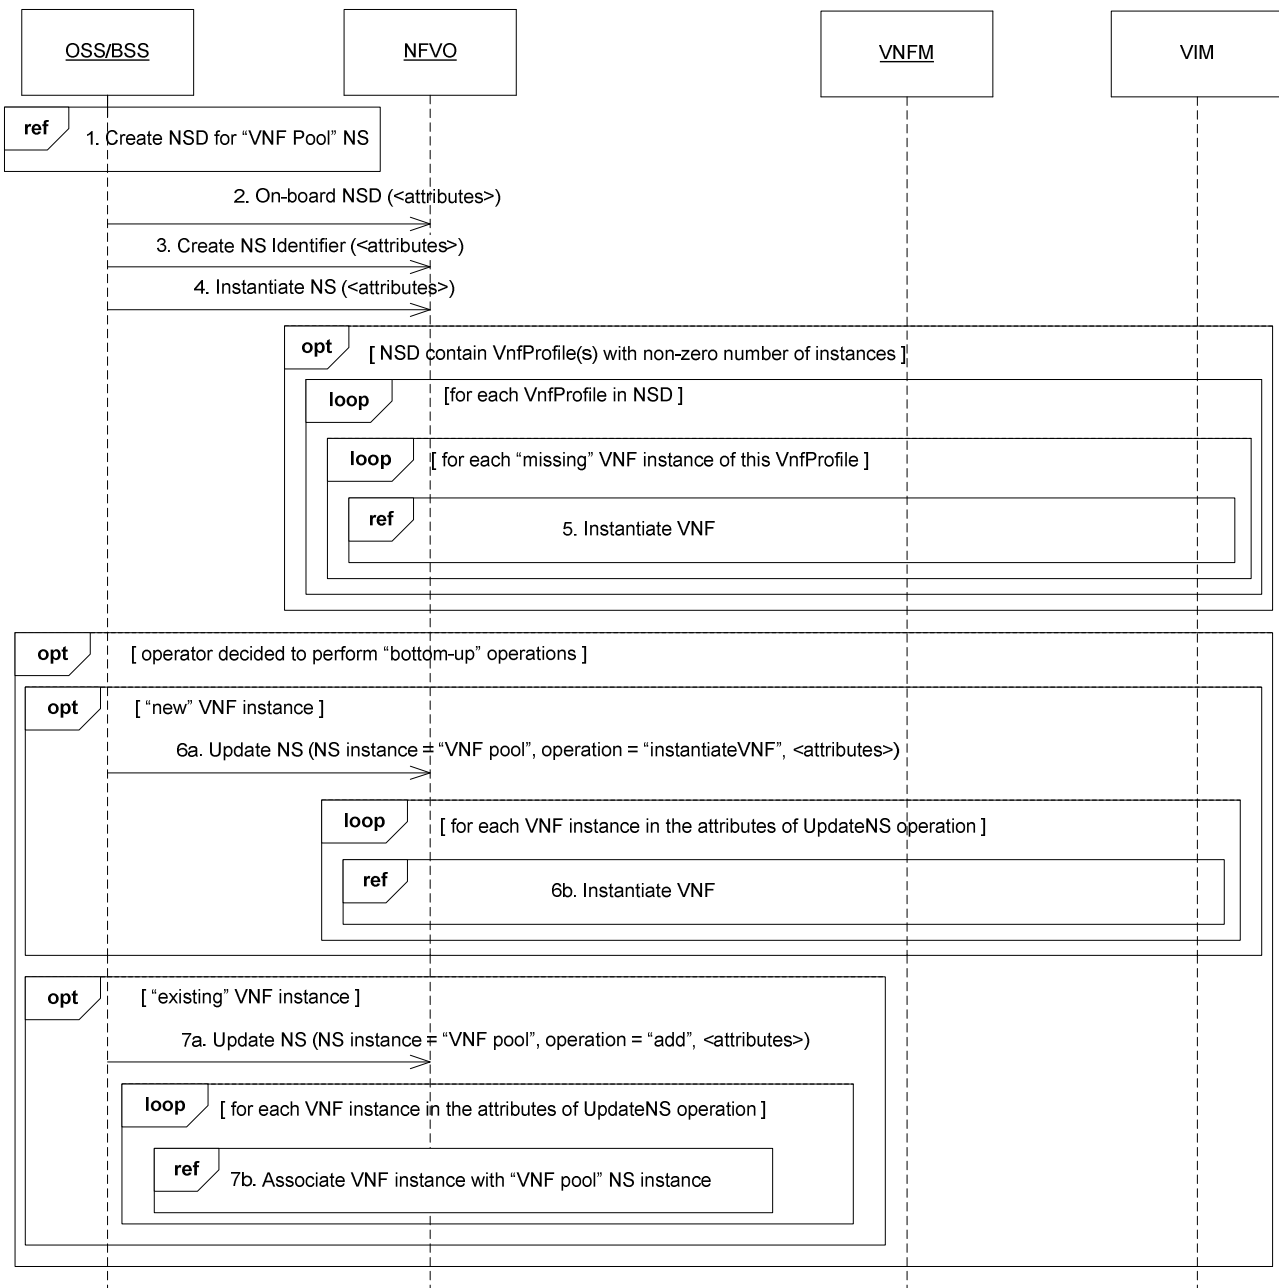 OSS/BSS
NFVO
VNFM
VIM
ref
1. Create NSD for “VNF Pool” NS
2. On-board NSD (<attributes>)
3. Create NS Identifier (<attributes>)
4. Instantiate NS (<attributes>)
opt
[ NSD contain VnfProfile(s) with non-zero number of instances ]
loop
[for each VnfProfile in NSD ]
loop
[ for each “missing” VNF instance of this VnfProfile ]
ref
5. Instantiate VNF
opt
[ operator decided to perform “bottom-up” operations ]
opt
[ “new” VNF instance ]
6a. Update NS (NS instance = “VNF pool”, operation = “instantiateVNF”, <attributes>)
loop
[ for each VNF instance in the attributes of UpdateNS operation ]
ref
6b. Instantiate VNF
opt
[ “existing” VNF instance ]
7a. Update NS (NS instance = “VNF pool”, operation = “add”, <attributes>)
loop
[ for each VNF instance in the attributes of UpdateNS operation ]
ref
7b. Associate VNF instance with “VNF pool” NS instance